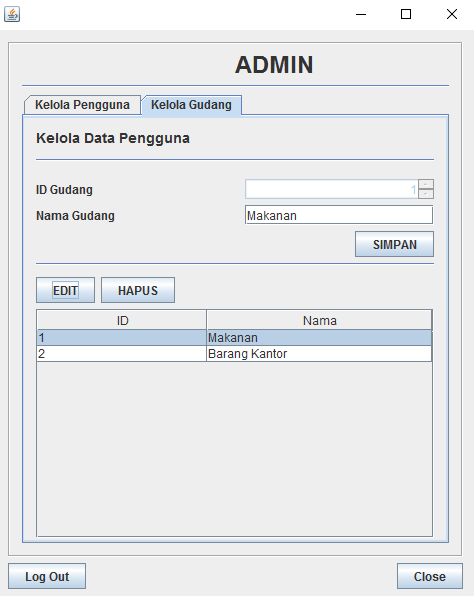 ADMIN
Kelola Pengguna Kelola Gudang
Kelola Data Pengguna
ID Gudang 1
Nama Gudang Makanan
SIMPAN
EDIT HAPUS
ID Nama
1 Makanan
2 Barang Kantor
Log Out Close